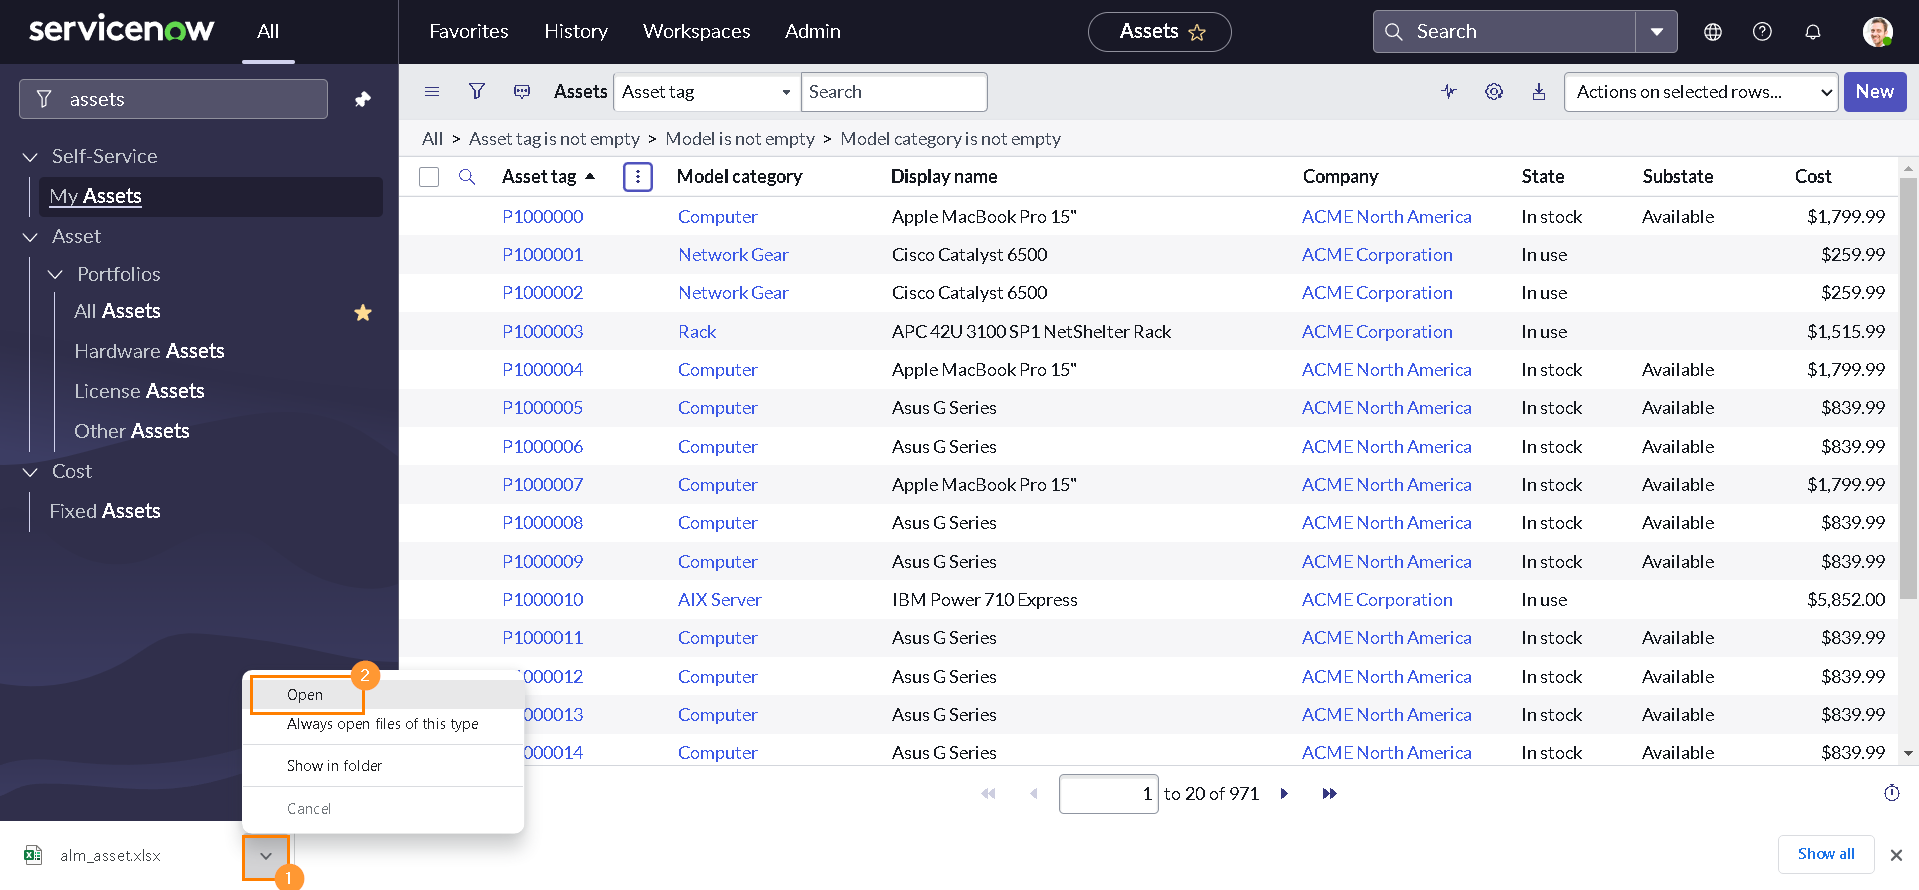 servicenow All Favorites History Workspaces Admin Assets Search
assets
Assets Asset tag Search Actions on selected rows... New
All > Asset tag is not empty > Model is not empty > Model category is not empty
Self-Service
My Assets
Asset
Portfolios
All Assets
Hardware Assets
License Assets
Other Assets
Cost
Fixed Assets
Asset tag Model category Display name Company State Substate Cost
P1000000 Computer Apple MacBook Pro 15" ACME North America In stock Available $1,799.99
P1000001 Network Gear Cisco Catalyst 6500 ACME Corporation In use $259.99
P1000002 Network Gear Cisco Catalyst 6500 ACME Corporation In use $259.99
P1000003 Rack APC 42U 3100 SP1 NetShelter Rack ACME Corporation In use $1,515.99
P1000004 Computer Apple MacBook Pro 15" ACME North America In stock Available $1,799.99
P1000005 Computer Asus G Series ACME North America In stock Available $839.99
P1000006 Computer Asus G Series ACME North America In stock Available $839.99
P1000007 Computer Apple MacBook Pro 15" ACME North America In stock Available $1,799.99
P1000008 Computer Asus G Series ACME North America In stock Available $839.99
P1000009 Computer Asus G Series ACME North America In stock Available $839.99
P1000010 AIX Server IBM Power 710 Express ACME Corporation In use $5,852.00
P1000011 Computer Asus G Series ACME North America In stock Available $839.99
000012 Computer Asus G Series ACME North America In stock Available $839.99
000013 Computer Asus G Series ACME North America In stock Available $839.99
000014 Computer Asus G Series ACME North America In stock Available $839.99
1 to 20 of 971
2
Open
Always open files of this type
Show in folder
Cancel
alm_asset.xlsx
1
Show all